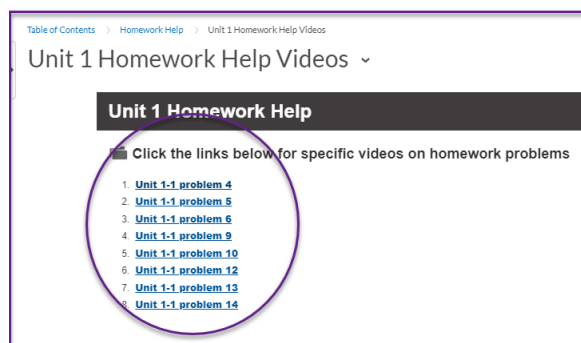 Table of Contents > Homework Help > Unit 1 Homework Help Videos
Unit 1 Homework Help Videos
Unit 1 Homework Help
Click the links below for specific videos on homework problems
1. Unit 1-1 problem 4
2. Unit 1-1 problem 5
3. Unit 1-1 problem 6
4. Unit 1-1 problem 9
5. Unit 1-1 problem 10
6. Unit 1-1 problem 12
7. Unit 1-1 problem 13
8. Unit 1-1 problem 14